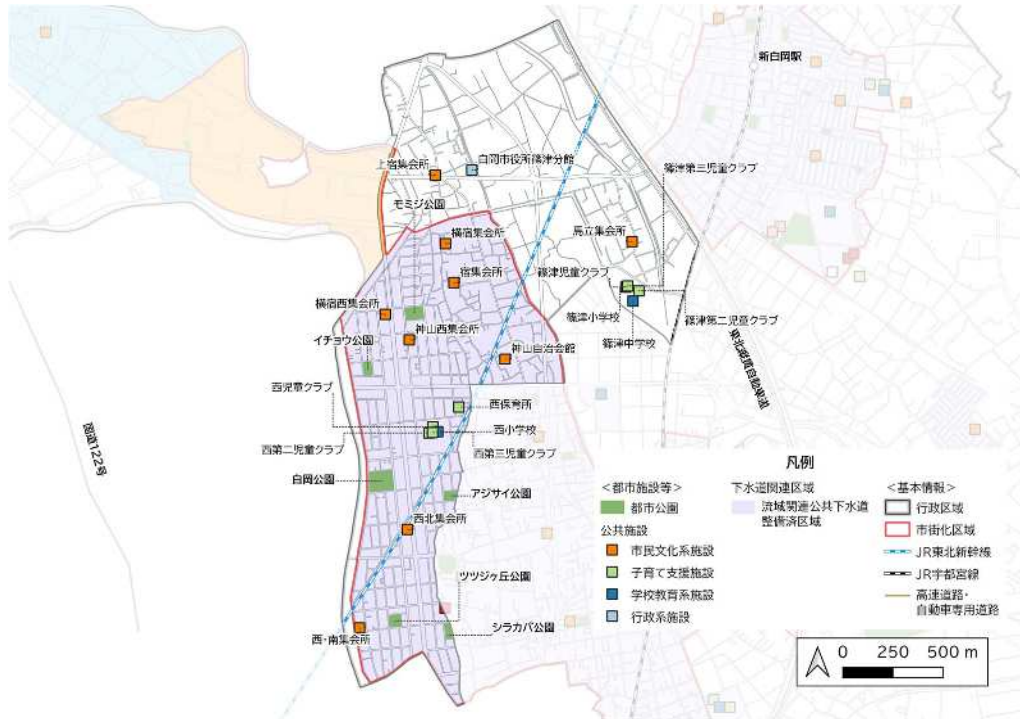 新白岡駅
篠津第三児童クラブ
上宿集会所
白岡市役所篠津分館
モミジ公園
横宿集会所
馬立集会所
宿集会所
篠津児童クラブ
横宿西集会所
篠津小学校
篠津第二児童クラブ
イチョウ公園
神山西集会所
神山自治会館
篠津中学校
東北縦貫自動車道
西児童クラブ
西保育所
西小学校
西第二児童クラブ
西第三児童クラブ
国道122号
白岡公園
アジサイ公園
西北集会所
ツツジヶ丘公園
西・南集会所
シラカバ公園
凡例
<都市施設等>
都市公園
公共施設
市民文化系施設
子育て支援施設
学校教育系施設
行政系施設
下水道関連区域
流域関連公共下水道
整備済区域
<基本情報>
行政区域
市街化区域
JR東北新幹線
JR宇都宮線
高速道路・
自動車専用道路
0 250 500 m